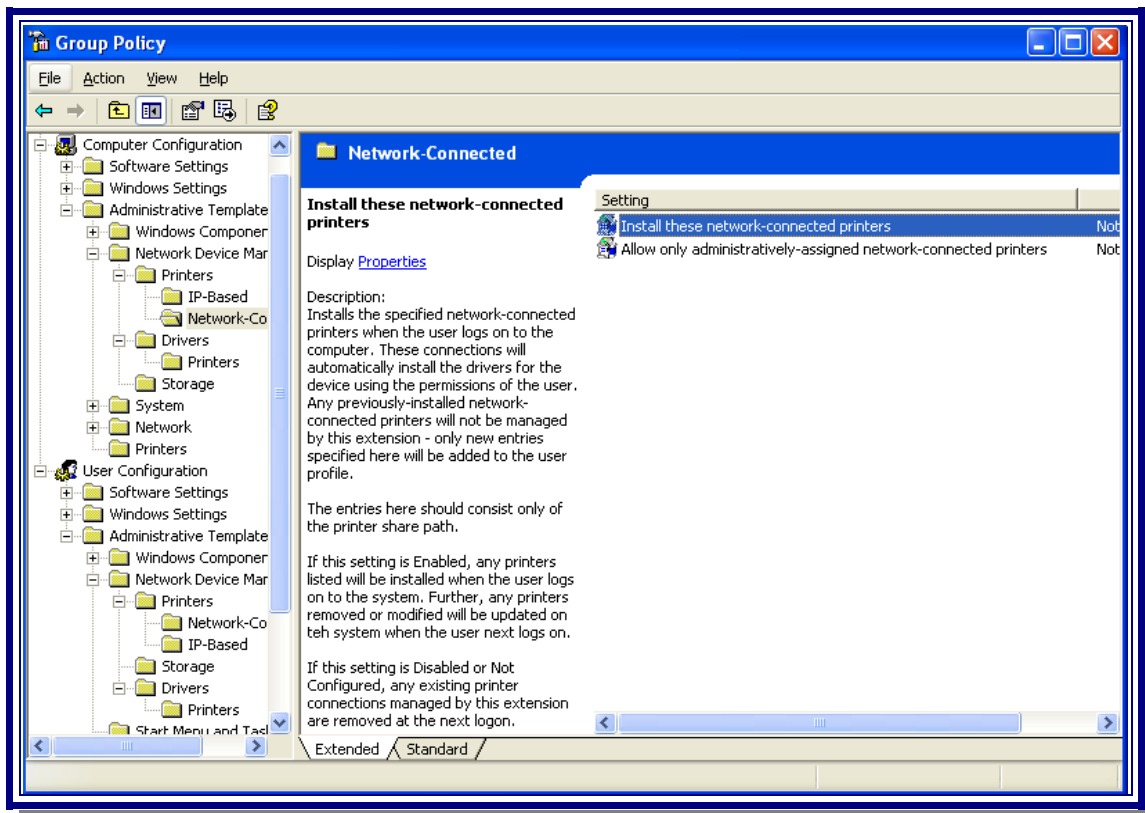 Group Policy
File Action View Help
Computer Configuration
Software Settings
Windows Settings
Administrative Template
Windows Componer
Network Device Mar
Printers
IP-Based
Network-Co
Drivers
Printers
Storage
System
Network
Printers
User Configuration
Software Settings
Windows Settings
Administrative Template
Windows Componer
Network Device Mar
Printers
Network-Co
IP-Based
Storage
Drivers
Printers
Start Menu and Tasl
Network-Connected
Install these network-connected
printers
Display Properties
Description:
Installs the specified network-connected
printers when the user logs on to the
computer. These connections will
automatically install the drivers for the
device using the permissions of the user.
Any previously-installed network-
connected printers will not be managed
by this extension - only new entries
specified here will be added to the user
profile.
The entries here should consist only of
the printer share path.
If this setting is Enabled, any printers
listed will be installed when the user logs
on to the system. Further, any printers
removed or modified will be updated on
teh system when the user next logs on.
If this setting is Disabled or Not
Configured, any existing printer
connections managed by this extension
are removed at the next logon.
Setting
Install these network-connected printers Not
Allow only administratively-assigned network-connected printers Not
Extended Standard